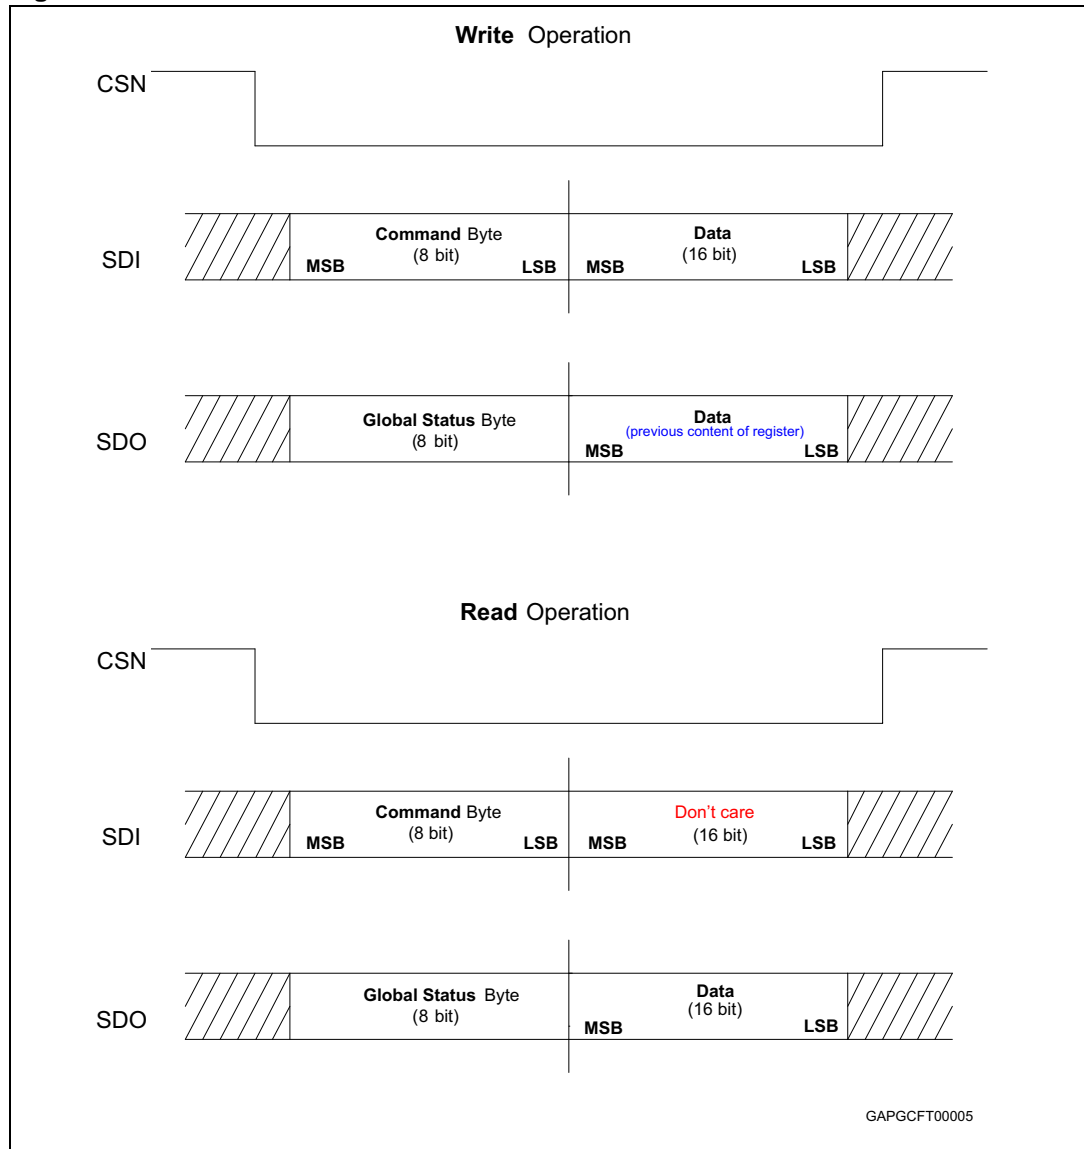 Write Operation
CSN
SDI
Command Byte
(8 bit)
MSB LSB
Data
(16 bit)
MSB LSB
SDO
Global Status Byte
(8 bit)
Data
(previous content of register)
MSB LSB
Read Operation
CSN
SDI
Command Byte
(8 bit)
MSB LSB
Don't care
(16 bit)
MSB LSB
SDO
Global Status Byte
(8 bit)
Data
(16 bit)
MSB LSB
GAPGCFT00005